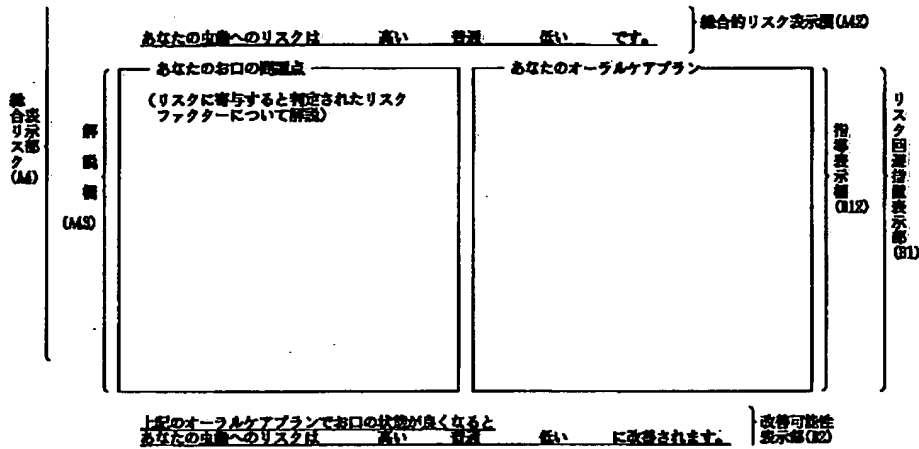 あなたの虫歯へのリスクは 高い 普通 低い です。
総合的リスク表示欄(A42)
あなたのお口の問題点
(リスクに寄与すると判定されたリスク
ファクターについて解説)
あなたのオーラルケアプラン
総合リスク
表示部
(A4)
解説欄
(A43)
指導表示欄
(B12)
リスク回避指置表示部
(B1)
上記のオーラルケアプランでお口の状態が良くなると
あなたの虫歯へのリスクは 高い 普通 低い に改善されます。
改善可能性
表示部(B2)